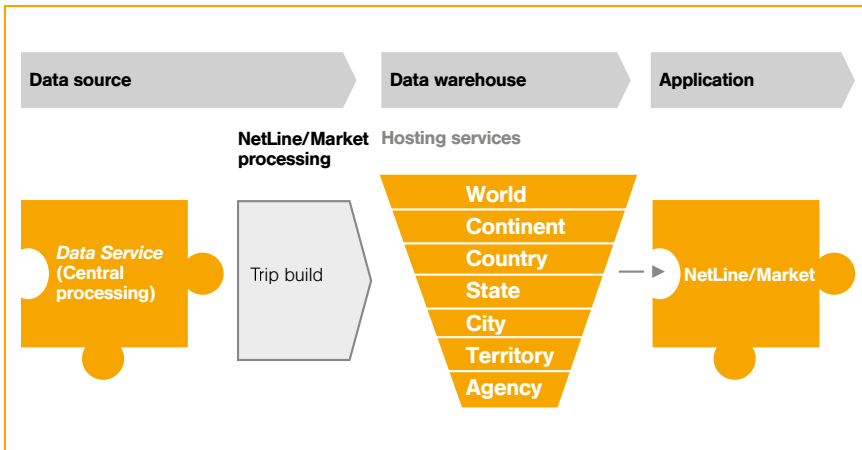 Data source
Data warehouse
Application
NetLine/Market
processing
Hosting services
Data Service
(Central
processing)
Trip build
World
Continent
Country
State
City
Territory
Agency
NetLine/Market